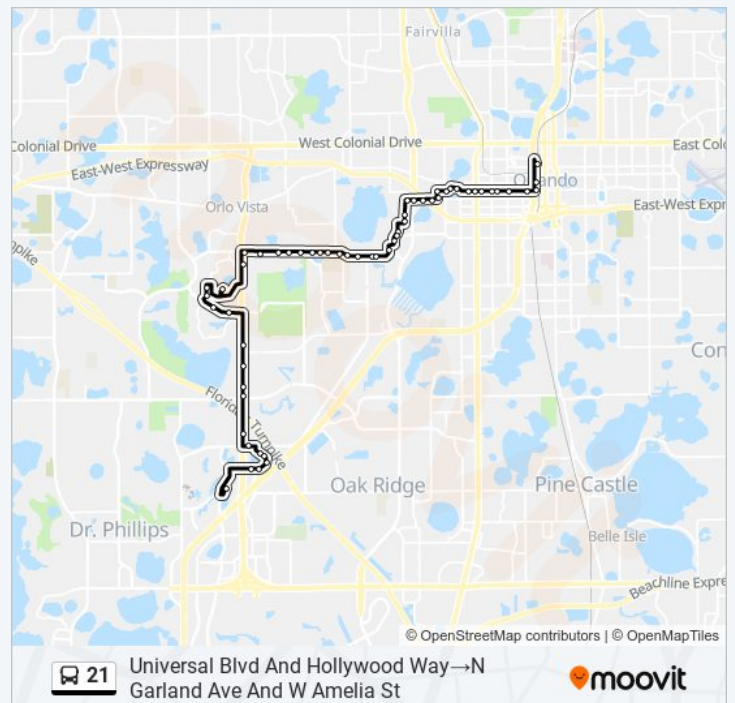 Fairvilla
Colonial Drive
West Colonial Drive
East Colo
East-West Expressway
Orlando
Orlo Vista
East-West Expr
npike
Con
Florida's Turnpike
Oak Ridge
Pine Castle
Dr. Phillips
Belle Isle
Beachline Expre
© OpenStreetMap contributors | © OpenMapTiles
21
Universal Blvd And Hollywood Way→N
Garland Ave And W Amelia St
moovit